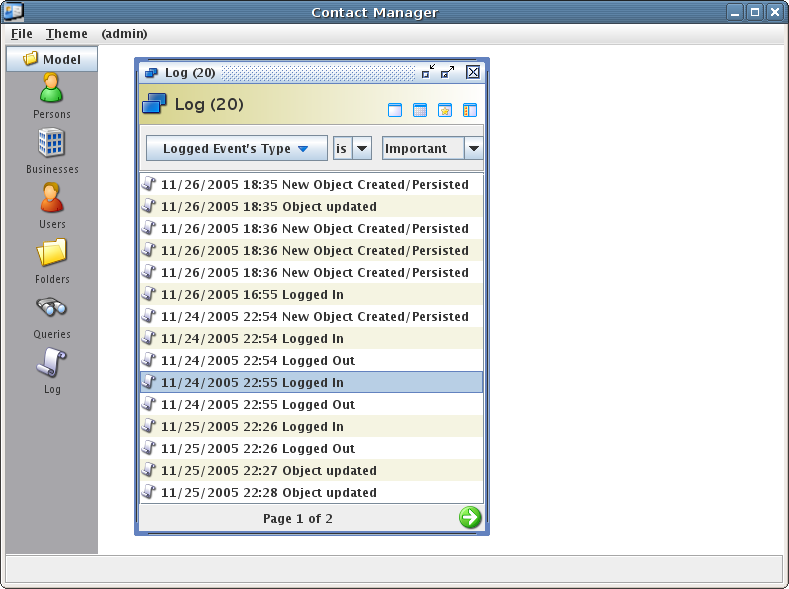 Contact Manager
File Theme (admin)
Model
Persons
Businesses
Users
Folders
Queries
Log
Log (20)
Log (20)
Logged Event's Type is Important
11/26/2005 18:35 New Object Created/Persisted
11/26/2005 18:35 Object updated
11/26/2005 18:36 New Object Created/Persisted
11/26/2005 18:36 New Object Created/Persisted
11/26/2005 18:36 New Object Created/Persisted
11/26/2005 16:55 Logged In
11/24/2005 22:54 New Object Created/Persisted
11/24/2005 22:54 Logged In
11/24/2005 22:54 Logged Out
11/24/2005 22:55 Logged In
11/24/2005 22:55 Logged Out
11/25/2005 22:26 Logged In
11/25/2005 22:26 Logged Out
11/25/2005 22:27 Object updated
11/25/2005 22:28 Object updated
Page 1 of 2